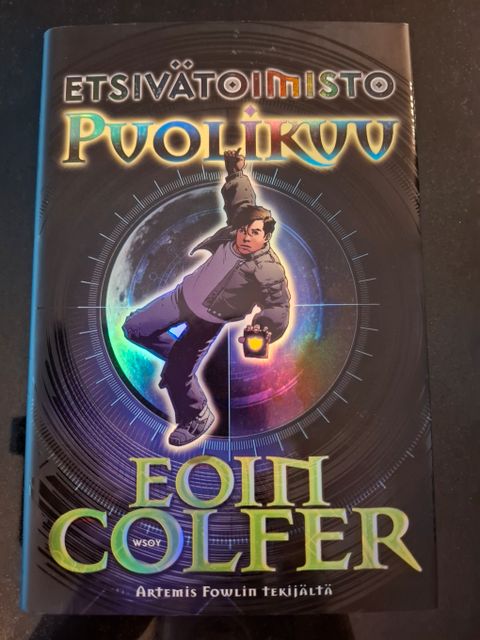 ETSIVÄTOIMISTO
PUOLIKUU
EOIN
WSOY
COLFER
ARTEMIS FOWLIN TEKIJÄLTÄ